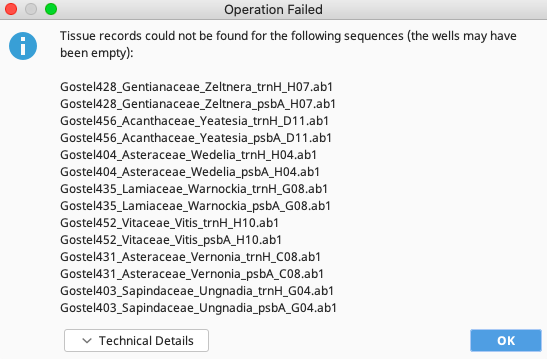 Operation Failed
Tissue records could not be found for the following sequences (the wells may have
been empty):
Gostel428_Gentianaceae_Zeltnera_trnH_H07.ab1
Gostel428_Gentianaceae_Zeltnera_psbA_H07.ab1
Gostel456_Acanthaceae_Yeatesia_trnH_D11.ab1
Gostel456_Acanthaceae_Yeatesia_psbA_D11.ab1
Gostel404_Asteraceae_Wedelia_trnH_H04.ab1
Gostel404_Asteraceae_Wedelia_psbA_H04.ab1
Gostel435_Lamiaceae_Warnockia_trnH_G08.ab1
Gostel435_Lamiaceae_Warnockia_psbA_G08.ab1
Gostel452_Vitaceae_Vitis_trnH_H10.ab1
Gostel452_Vitaceae_Vitis_psbA_H10.ab1
Gostel431_Asteraceae_Vernonia_trnH_C08.ab1
Gostel431_Asteraceae_Vernonia_psbA_C08.ab1
Gostel403_Sapindaceae_Ungnadia_trnH_G04.ab1
Gostel403_Sapindaceae_Ungnadia_psbA_G04.ab1
Technical Details
OK